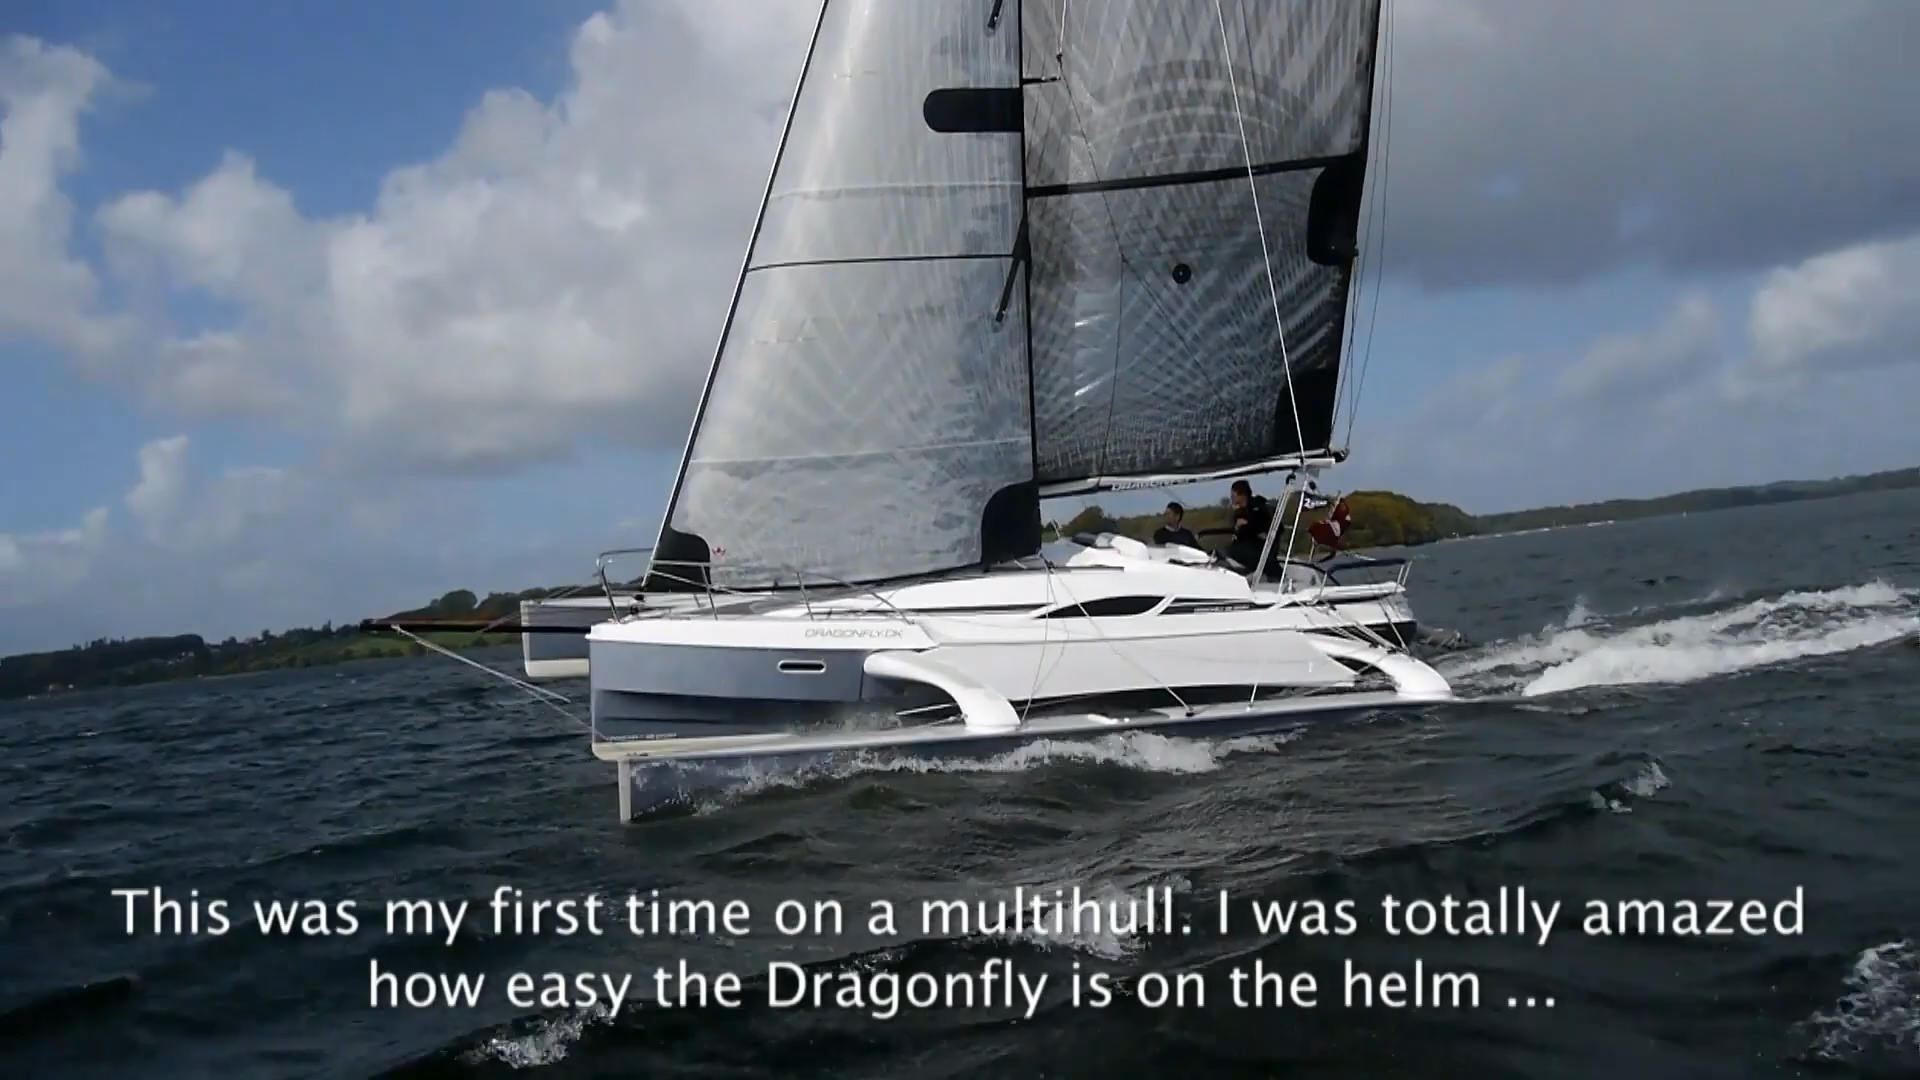 DRAGONFLY
DRAGONFLY.DK
This was my first time on a multihull. I was totally amazed
how easy the Dragonfly is on the helm ...